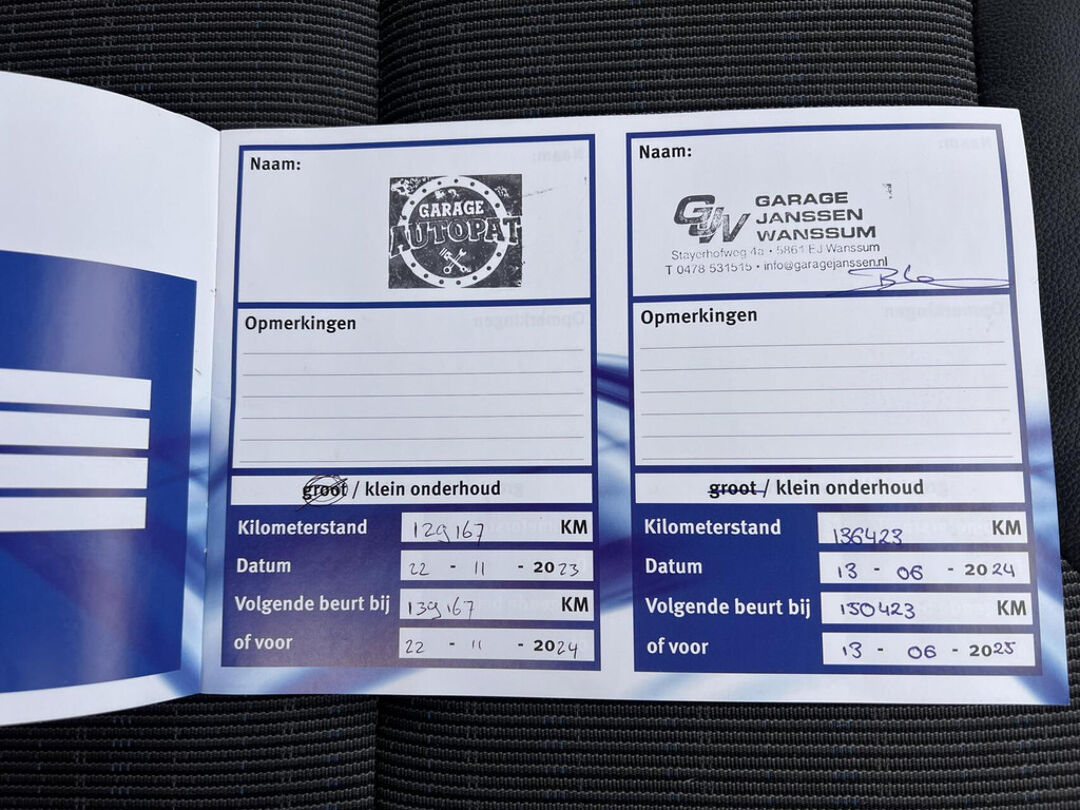 Naam:
GARAGE
AUTOPAT
Opmerkingen
groot / klein onderhoud
Kilometerstand 129167 KM
Datum 22 - 11 - 2023
Volgende beurt bij 139167 KM
of voor 22 - 11 - 2024
Naam:
GJW GARAGE
JANSSEN
WANSSUM
Stayerhofweg 4a • 5861 EJ Wanssum
T 0478 531515 • info@garagejanssen.nl
Opmerkingen
groot / klein onderhoud
Kilometerstand 136423 KM
Datum 13 - 06 - 2024
Volgende beurt bij 150423 KM
of voor 13 - 06 - 2025